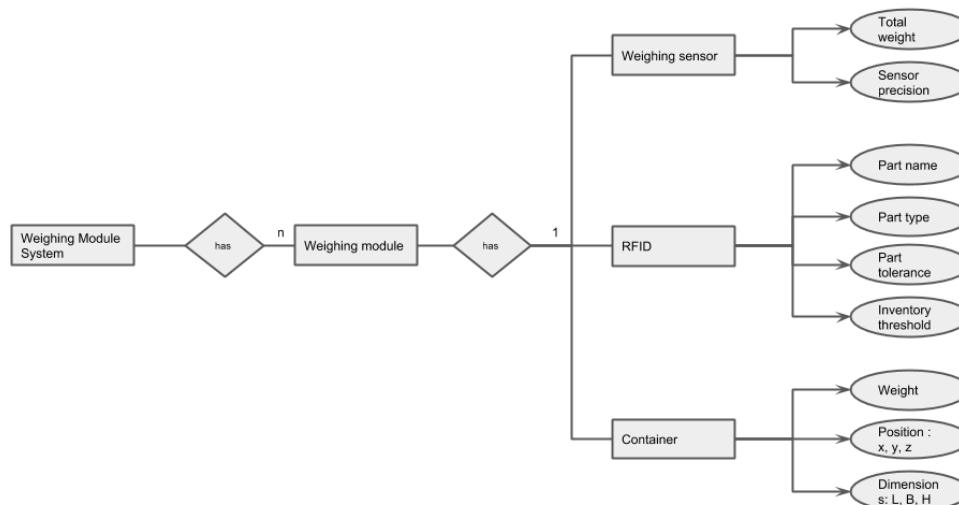 Total
weight
Weighing sensor
Sensor
precision
Part name
Part type
Weighing Module
System
has
n
Weighing module
has
1
RFID
Part
tolerance
Inventory
threshold
Weight
Container
Position :
x, y, z
Dimension
s: L, B, H